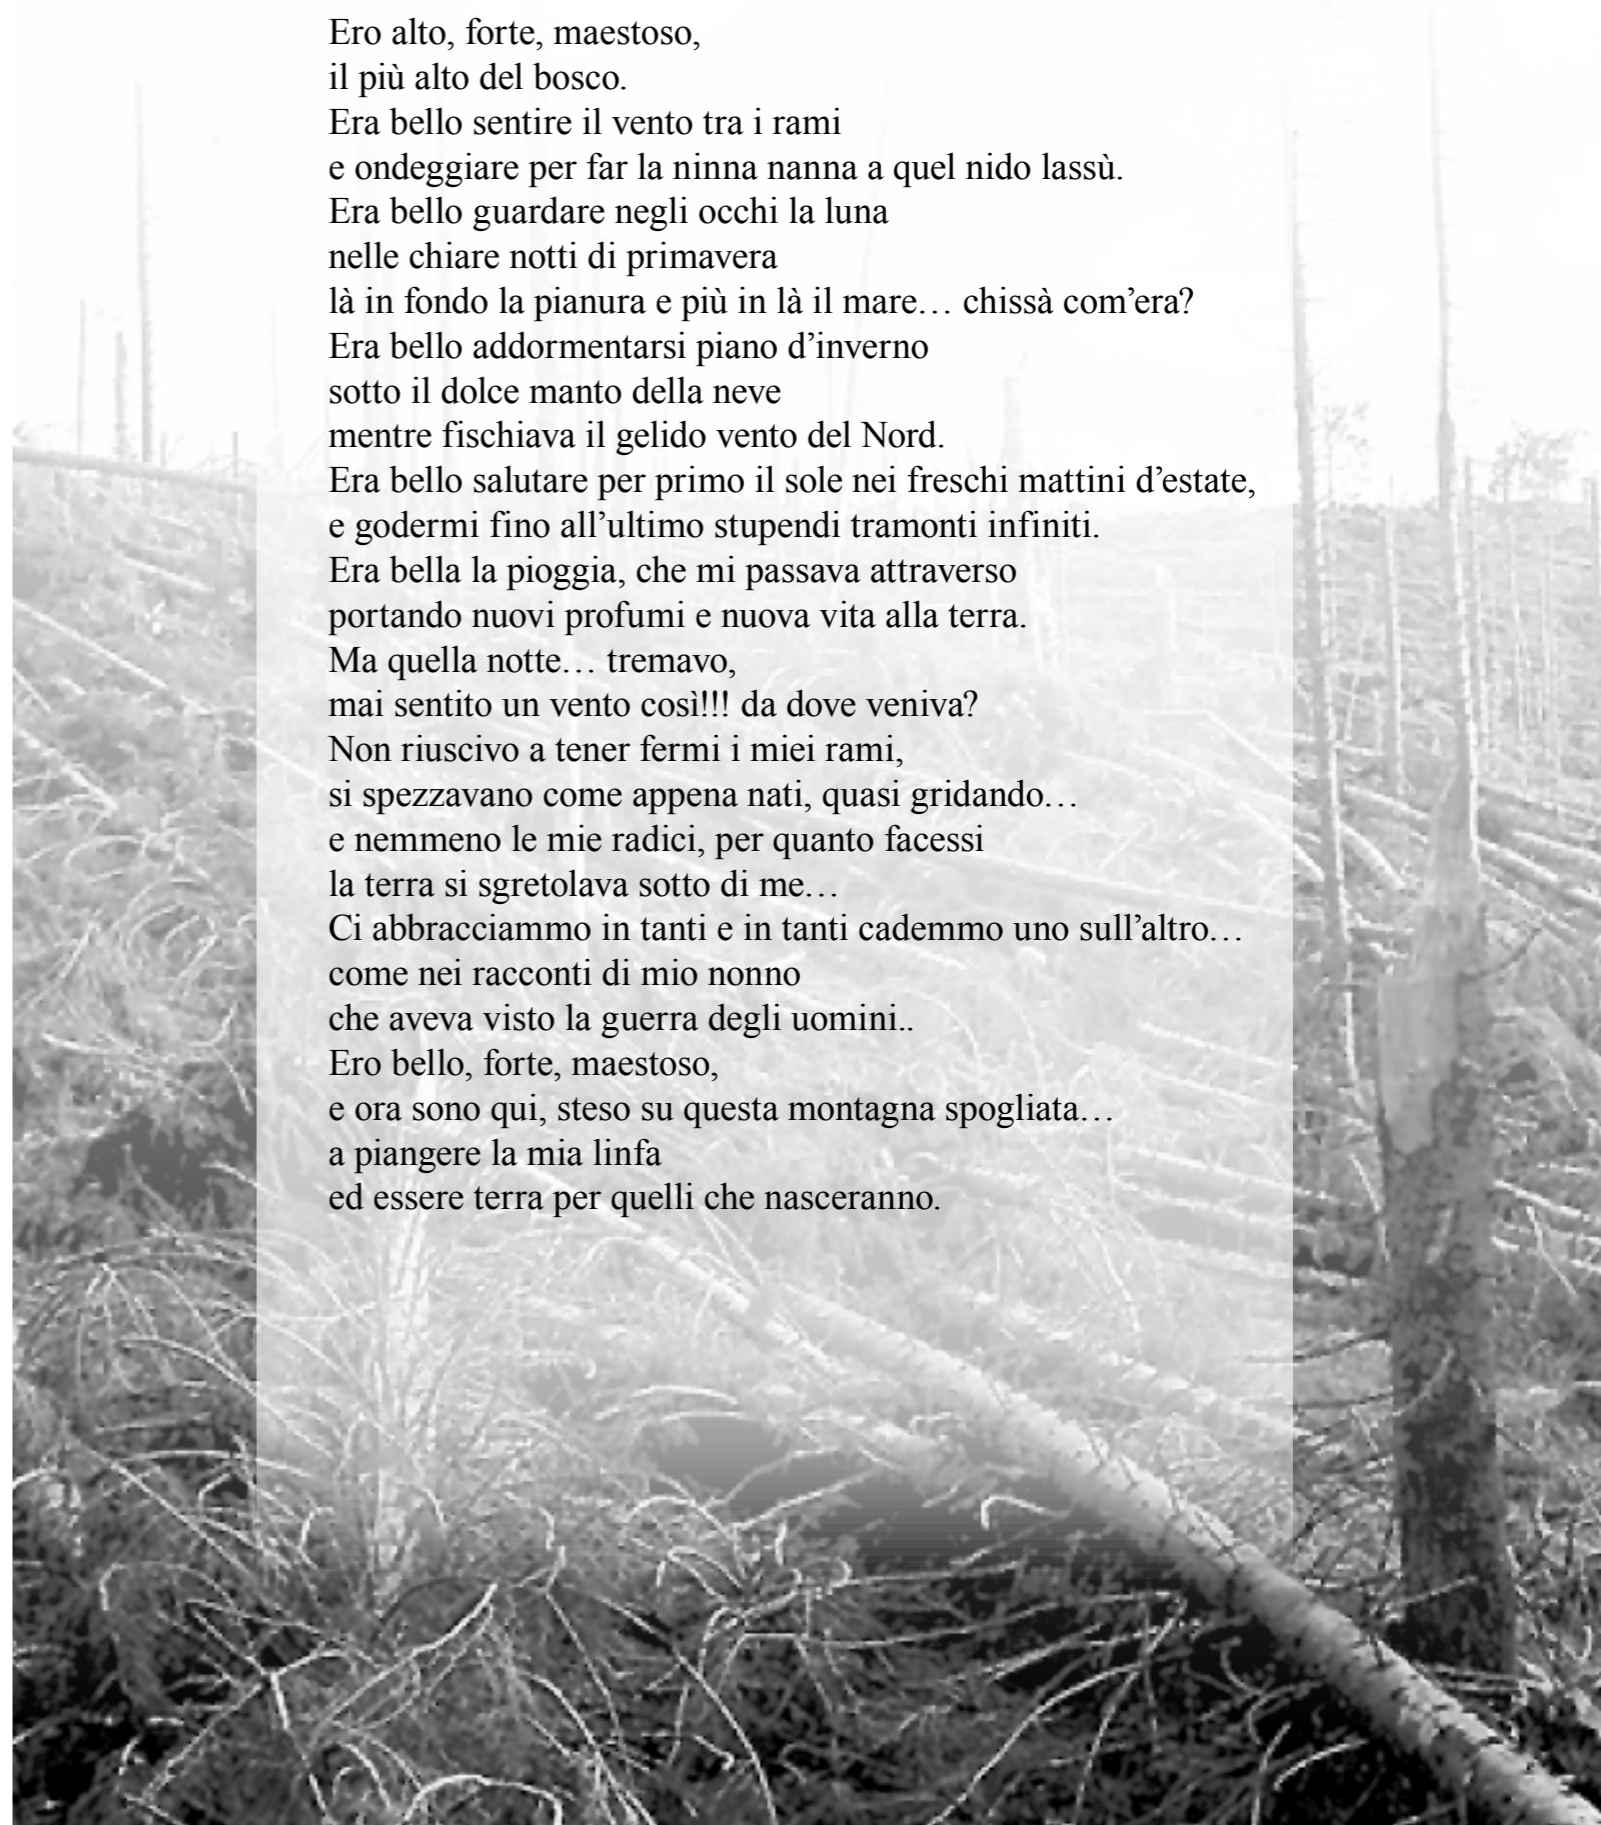 Ero alto, forte, maestoso,
il più alto del bosco.
Era bello sentire il vento tra i rami
e ondeggiare per far la ninna nanna a quel nido lassù.
Era bello guardare negli occhi la luna
nelle chiare notti di primavera
là in fondo la pianura e più in là il mare… chissà com’era?
Era bello addormentarsi piano d’inverno
sotto il dolce manto della neve
mentre fischiava il gelido vento del Nord.
Era bello salutare per primo il sole nei freschi mattini d’estate,
e godermi fino all’ultimo stupendi tramonti infiniti.
Era bella la pioggia, che mi passava attraverso
portando nuovi profumi e nuova vita alla terra.
Ma quella notte… tremavo,
mai sentito un vento così!!! da dove veniva?
Non riuscivo a tener fermi i miei rami,
si spezzavano come appena nati, quasi gridando…
e nemmeno le mie radici, per quanto facessi
la terra si sgretolava sotto di me…
Ci abbracciammo in tanti e in tanti cademmo uno sull’altro…
come nei racconti di mio nonno
che aveva visto la guerra degli uomini..
Ero bello, forte, maestoso,
e ora sono qui, steso su questa montagna spogliata…
a piangere la mia linfa
ed essere terra per quelli che nasceranno.